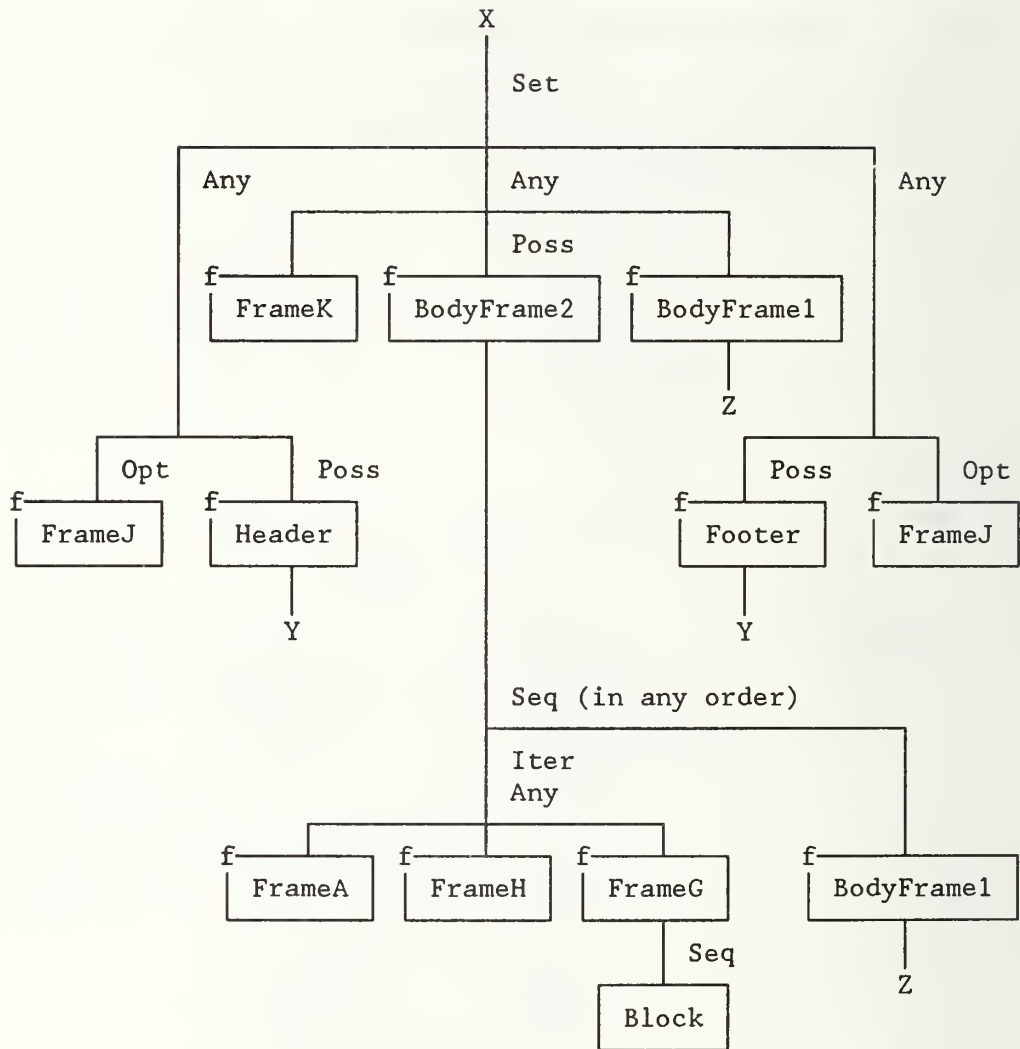 X
Set
Any Any Any
Poss
f f f
FrameK BodyFrame2 BodyFrame1
Z
Opt Poss Poss Opt
f f f f
FrameJ Header Footer FrameJ
Y Y
Seq (in any order)
Iter
Any
f f f f
FrameA FrameH FrameG BodyFrame1
Seq Z
Block